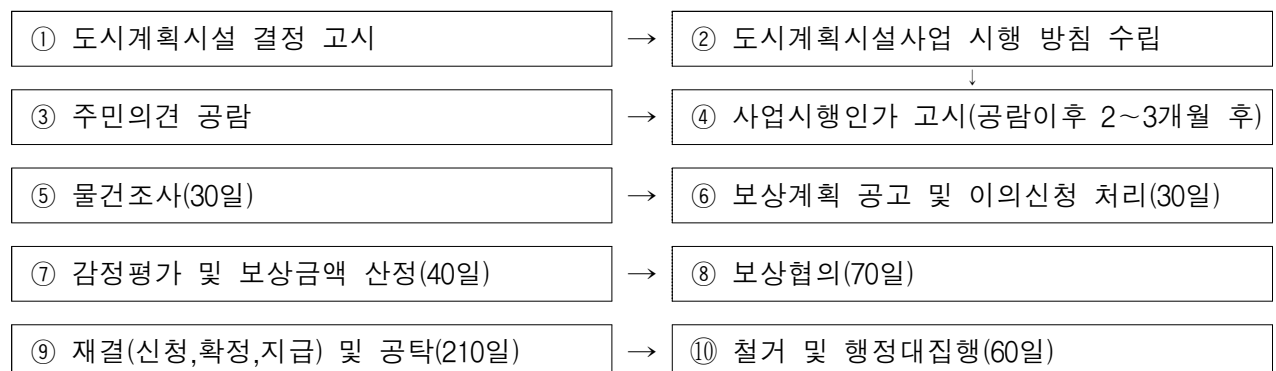 ① 도시계획시설 결정 고시 → ② 도시계획시설사업 시행 방침 수립
↓
③ 주민의견 공람 → ④ 사업시행인가 고시(공람이후 2~3개월 후)
⑤ 물건조사(30일) → ⑥ 보상계획 공고 및 이의신청 처리(30일)
⑦ 감정평가 및 보상금액 산정(40일) → ⑧ 보상협의(70일)
⑨ 재결(신청,확정,지급) 및 공탁(210일) → ⑩ 철거 및 행정대집행(60일)